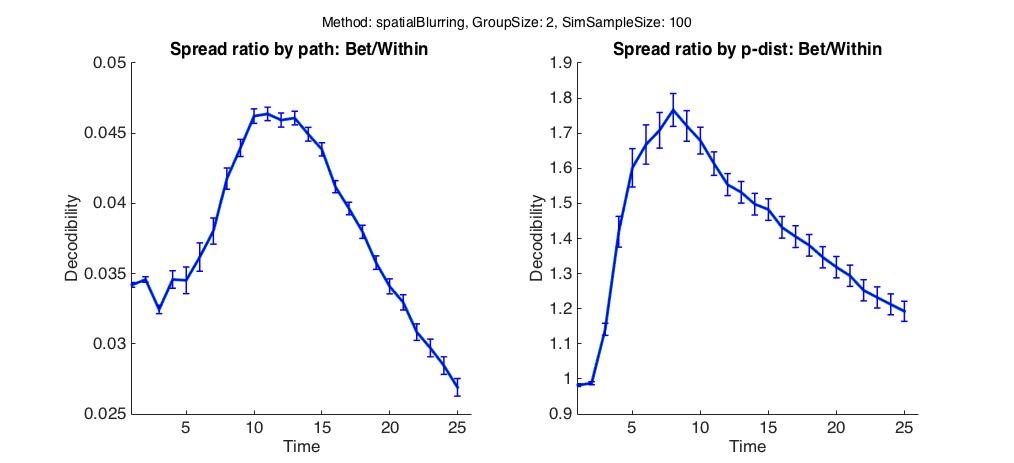 Method: spatialBlurring, GroupSize: 2, SimSampleSize: 100
Spread ratio by path: Bet/Within
0.05
0.045
0.04
0.035
0.03
0.025
Decodibility
5 10 15 20 25
Time
Spread ratio by p-dist: Bet/Within
1.9
1.8
1.7
1.6
1.5
1.4
1.3
1.2
1.1
1
0.9
Decodibility
5 10 15 20 25
Time